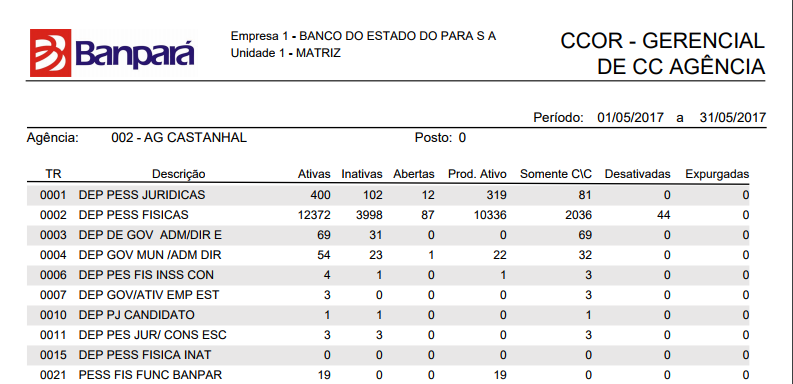 Banpará
Empresa 1 - BANCO DO ESTADO DO PARA S A
Unidade 1 - MATRIZ
CCOR - GERENCIAL
DE CC AGÊNCIA
Período: 01/05/2017 a 31/05/2017
Agência: 002 - AG CASTANHAL Posto: 0
TR Descrição Ativas Inativas Abertas Prod. Ativo Somente C\C Desativadas Expurgadas
0001 DEP PESS JURIDICAS 400 102 12 319 81 0 0
0002 DEP PESS FISICAS 12372 3998 87 10336 2036 44 0
0003 DEP DE GOV ADM/DIR E 69 31 0 0 69 0 0
0004 DEP GOV MUN /ADM DIR 54 23 1 22 32 0 0
0006 DEP PES FIS INSS CON 4 1 0 1 3 0 0
0007 DEP GOV/ATIV EMP EST 3 0 0 0 3 0 0
0010 DEP PJ CANDIDATO 1 1 0 0 1 0 0
0011 DEP PES JUR/ CONS ESC 3 3 0 0 3 0 0
0015 DEP PESS FISICA INAT 0 0 0 0 0 0 0
0021 PESS FIS FUNC BANPAR 19 0 0 19 0 0 0